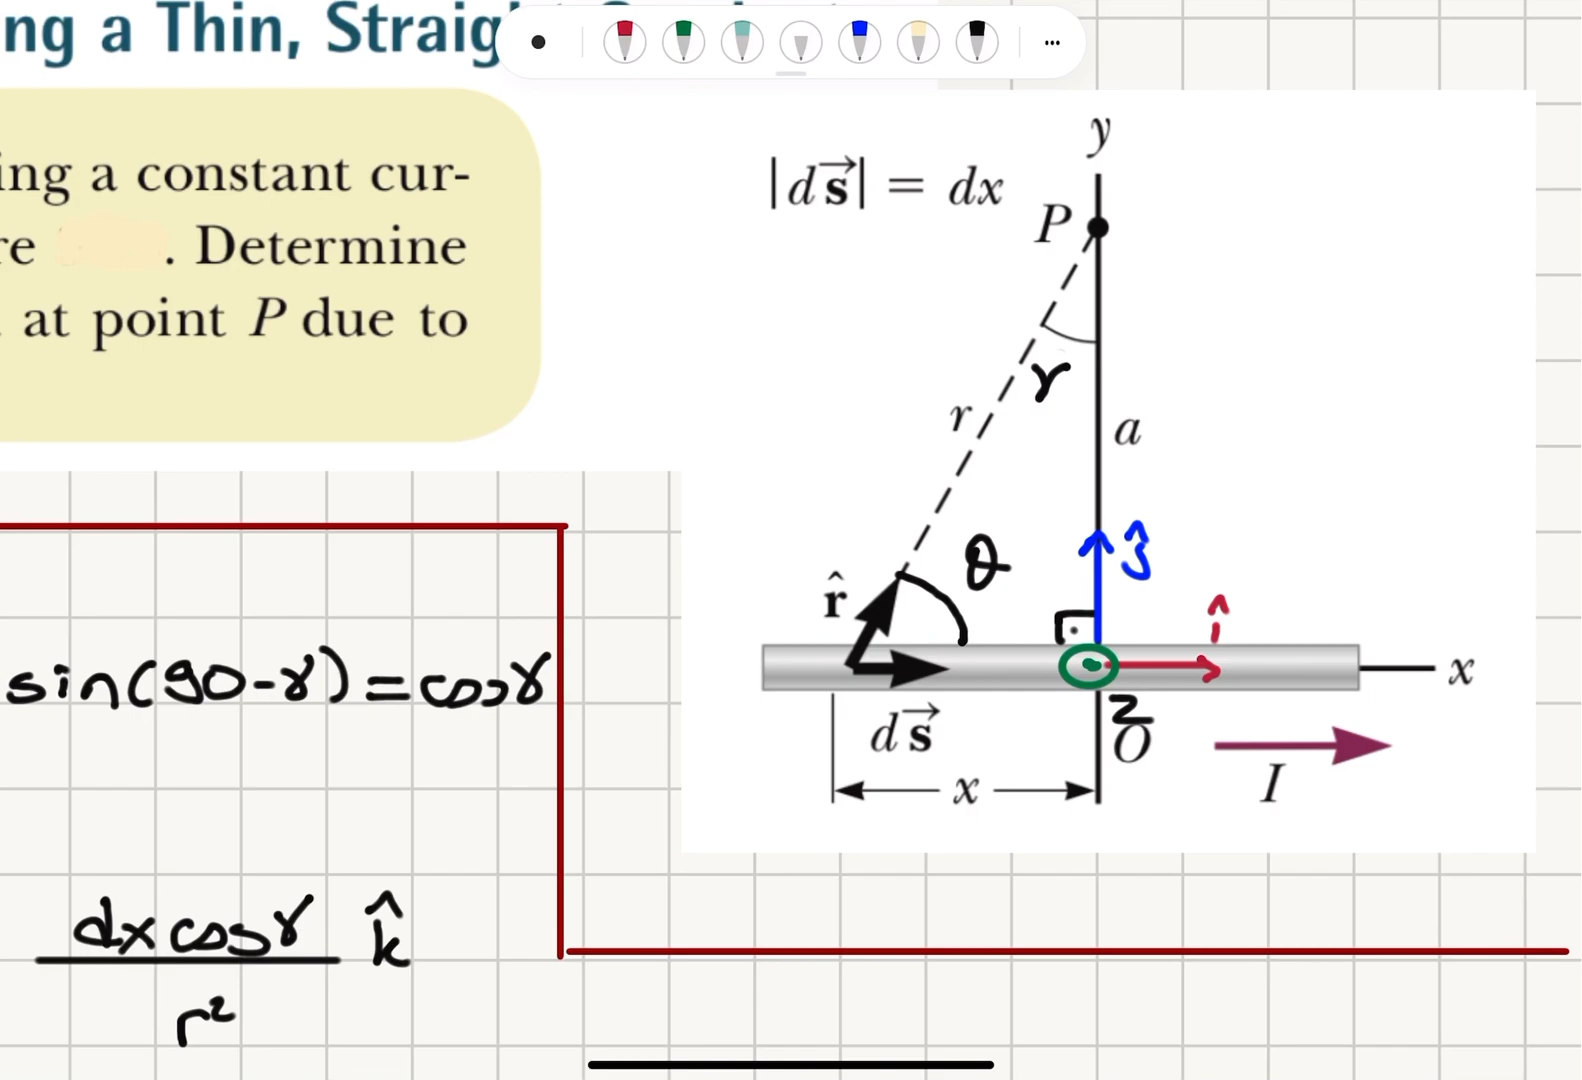 ng a Thin, Straig
ing a constant cur-
re . Determine
at point P due to
|ds⃗| = dx
y
P
γ
r
a
θ
r̂
ĵ
î
x
z
O
ds⃗
x
I
sin(90-γ)=cosγ
dx cosγ k̂
r²